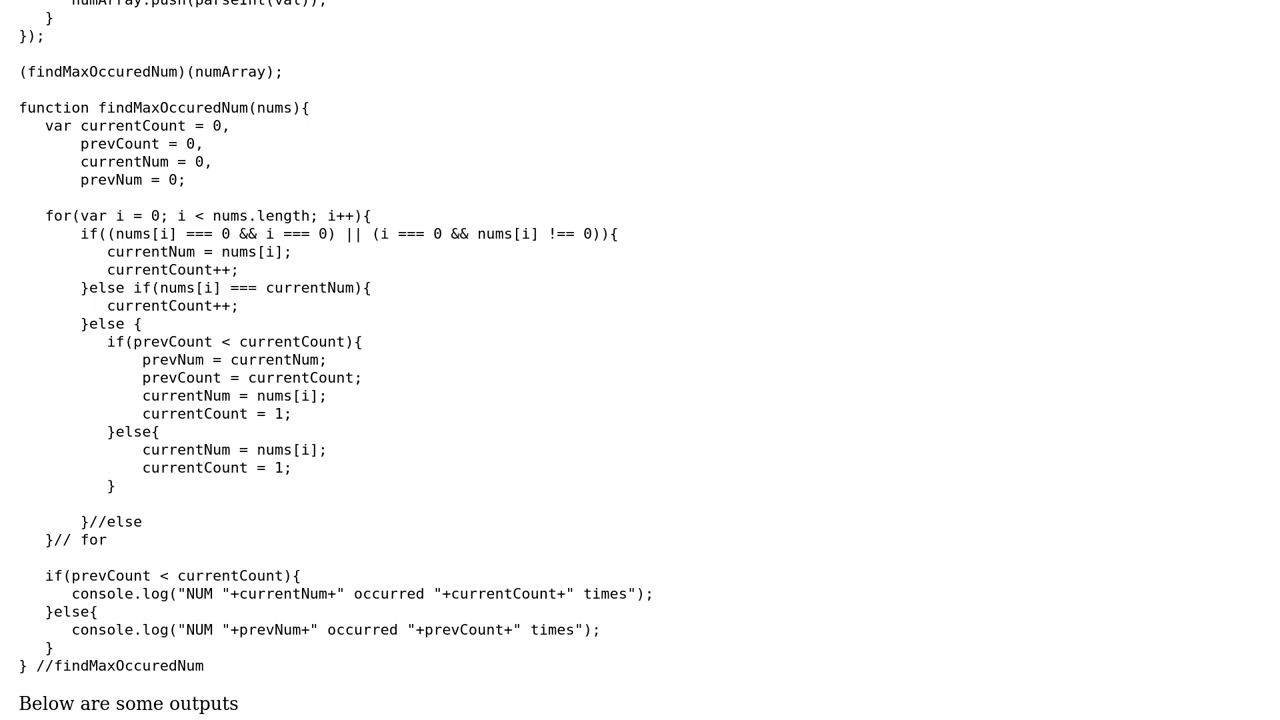 numArray.push(parseInt(val));
   }
});

(findMaxOccuredNum)(numArray);

function findMaxOccuredNum(nums){
   var currentCount = 0,
       prevCount = 0,
       currentNum = 0,
       prevNum = 0;

   for(var i = 0; i < nums.length; i++){
       if((nums[i] === 0 && i === 0) || (i === 0 && nums[i] !== 0)){
          currentNum = nums[i];
          currentCount++;
       }else if(nums[i] === currentNum){
          currentCount++;
       }else {
          if(prevCount < currentCount){
              prevNum = currentNum;
              prevCount = currentCount;
              currentNum = nums[i];
              currentCount = 1;
          }else{
              currentNum = nums[i];
              currentCount = 1;
          }

       }//else
   }// for

   if(prevCount < currentCount){
      console.log("NUM "+currentNum+" occurred "+currentCount+" times");
   }else{
      console.log("NUM "+prevNum+" occurred "+prevCount+" times");
   }
} //findMaxOccuredNum
Below are some outputs